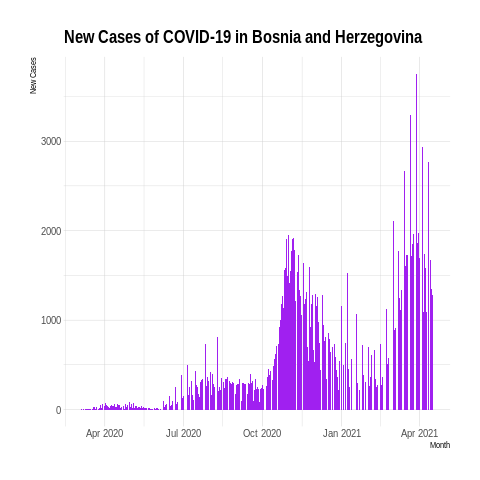 New Cases of COVID-19 in Bosnia and Herzegovina
New Cases
3000
2000
1000
0
Apr 2020
Jul 2020
Oct 2020
Jan 2021
Apr 2021
Month